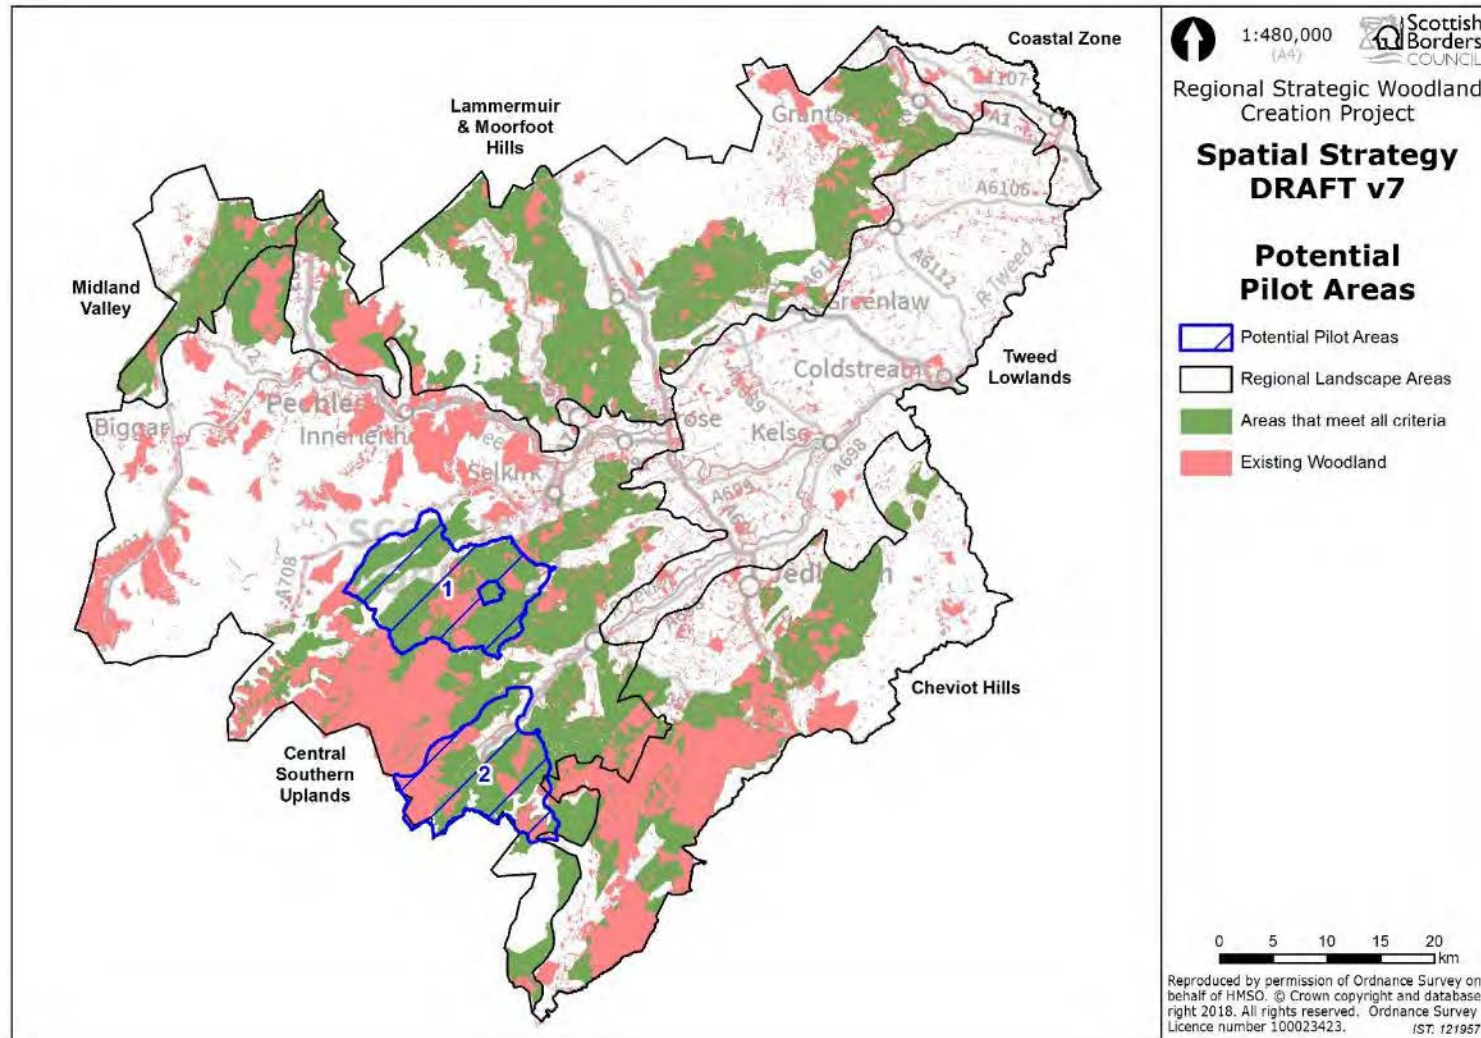 1:480,000
(A4)
Scottish
Borders
COUNCIL
Regional Strategic Woodland
Creation Project
Spatial Strategy
DRAFT v7
Potential
Pilot Areas
Potential Pilot Areas
Regional Landscape Areas
Areas that meet all criteria
Existing Woodland
0 5 10 15 20
km
Reproduced by permission of Ordnance Survey on
behalf of HMSO. © Crown copyright and database
right 2018. All rights reserved. Ordnance Survey
Licence number 100023423.
IST: 121957
Coastal Zone
Lammermuir
& Moorfoot
Hills
Midland
Valley
Tweed
Lowlands
Cheviot Hills
Central
Southern
Uplands
1
2
A1
A6106
A6112
R Tweed
Greenlaw
Coldstream
Kelso
A698
A699
Biggar
Selkirk
A708